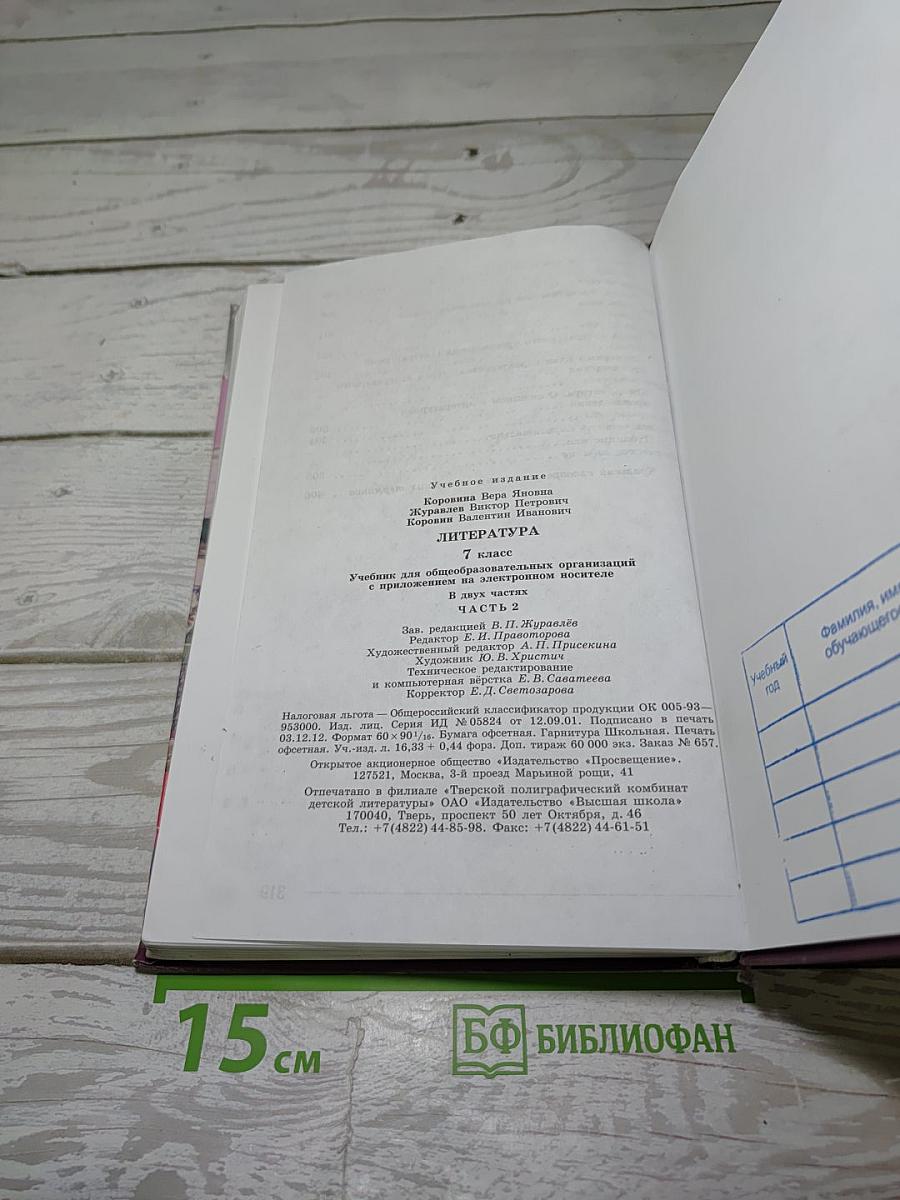 Учебное издание
Коровина Вера Яновна
Журавлев Виктор Петрович
Коровин Валентин Иванович
ЛИТЕРАТУРА
7 класс
Учебник для общеобразовательных организаций
с приложением на электронном носителе
В двух частях
ЧАСТЬ 2
Зав. редакцией В. П. Журавлёв
Редактор Е. И. Правоторова
Художественный редактор А. П. Присекина
Художник Ю. В. Христич
Техническое редактирование
и компьютерная вёрстка Е. В. Саватеева
Корректор Е. Д. Светозарова
Налоговая льгота — Общероссийский классификатор продукции ОК 005-93—
953000. Изд. лиц. Серия ИД № 05824 от 12.09.01. Подписано в печать
03.12.12. Формат 60×90 1/16. Бумага офсетная. Гарнитура Школьная. Печать
офсетная. Уч.-изд. л. 16,33 + 0,44 форз. Доп. тираж 60 000 экз. Заказ № 657.
Открытое акционерное общество «Издательство «Просвещение».
127521, Москва, 3-й проезд Марьиной рощи, 41
Отпечатано в филиале «Тверской полиграфический комбинат
детской литературы» ОАО «Издательство «Высшая школа»
170040, Тверь, проспект 50 лет Октября, д. 46
Тел.: +7(4822) 44-85-98. Факс: +7(4822) 44-61-51
319
Учебный
год
Фамилия,
обучающегос
15 см
БФ БИБЛИОФАН